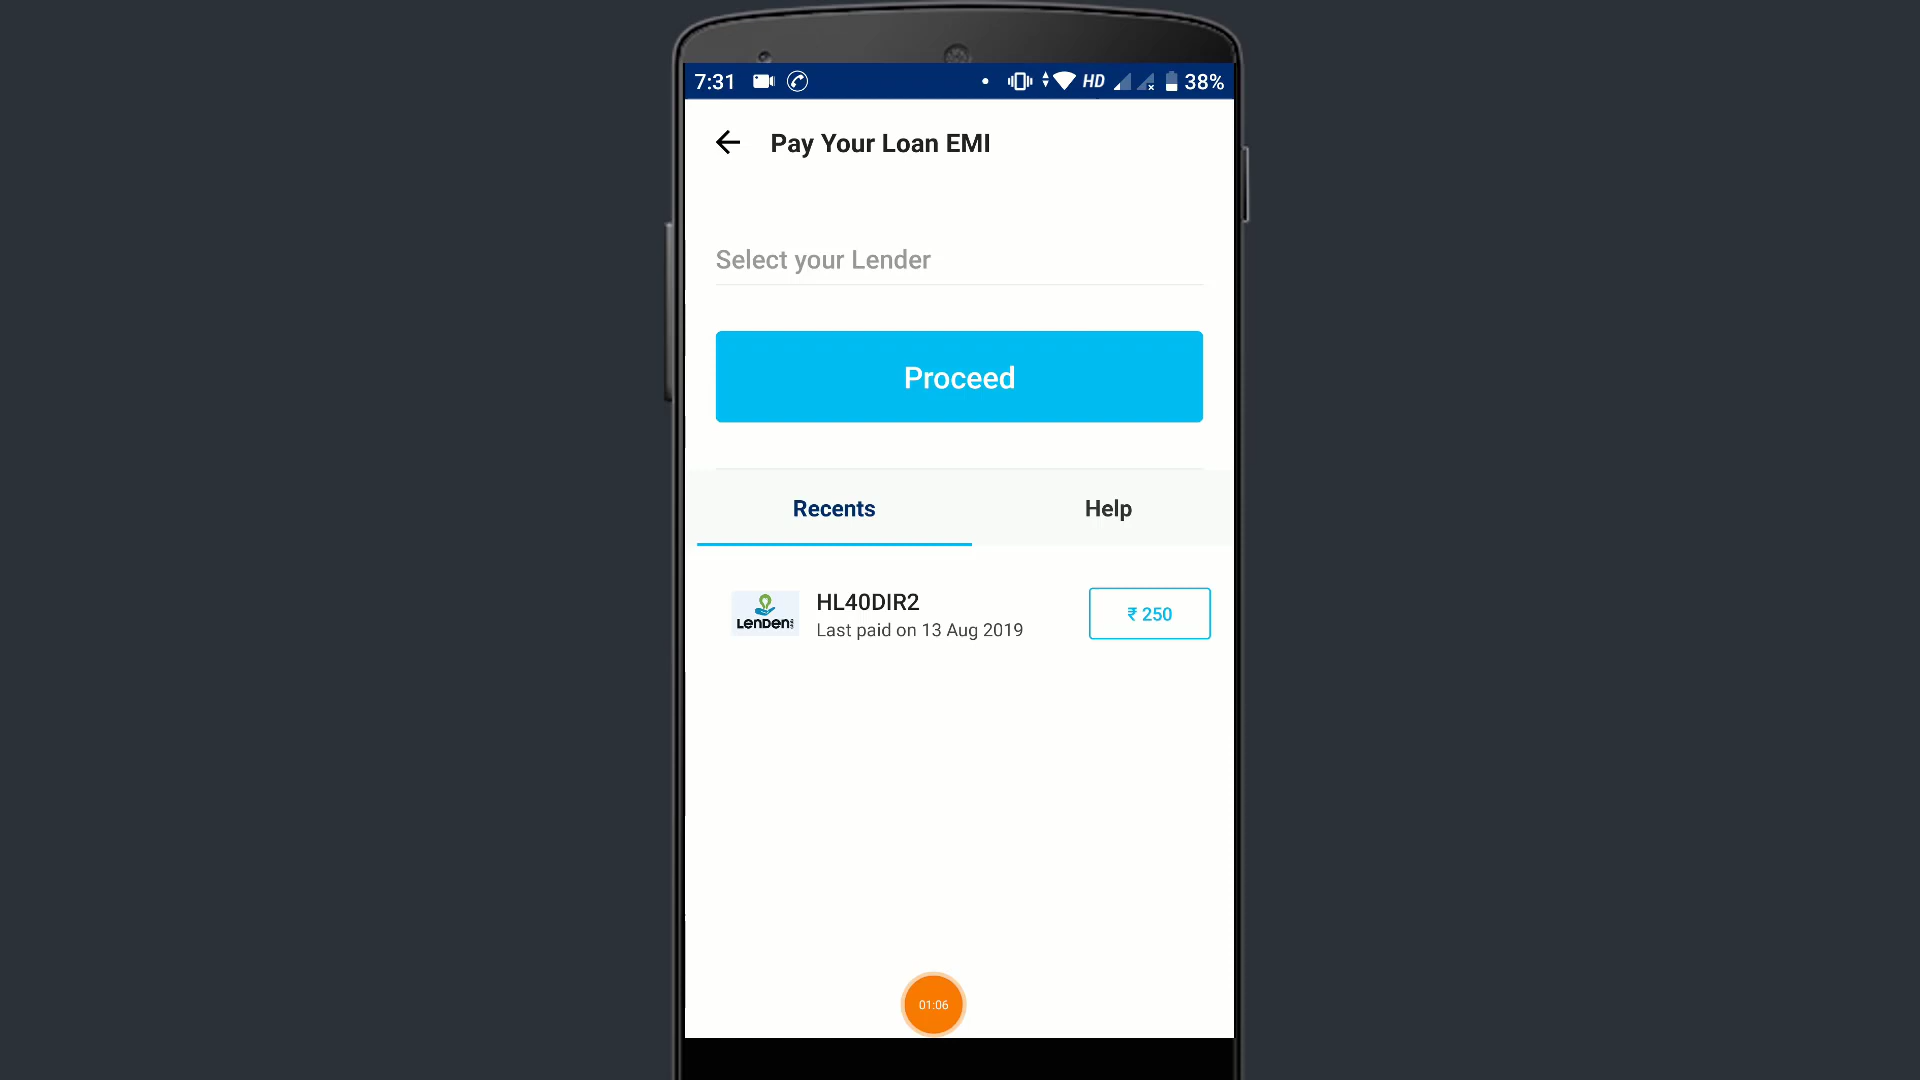 7:31 HD 38%
Pay Your Loan EMI
Select your Lender
Proceed
Recents Help
LenDen
HL40DIR2
Last paid on 13 Aug 2019
₹ 250
01:06